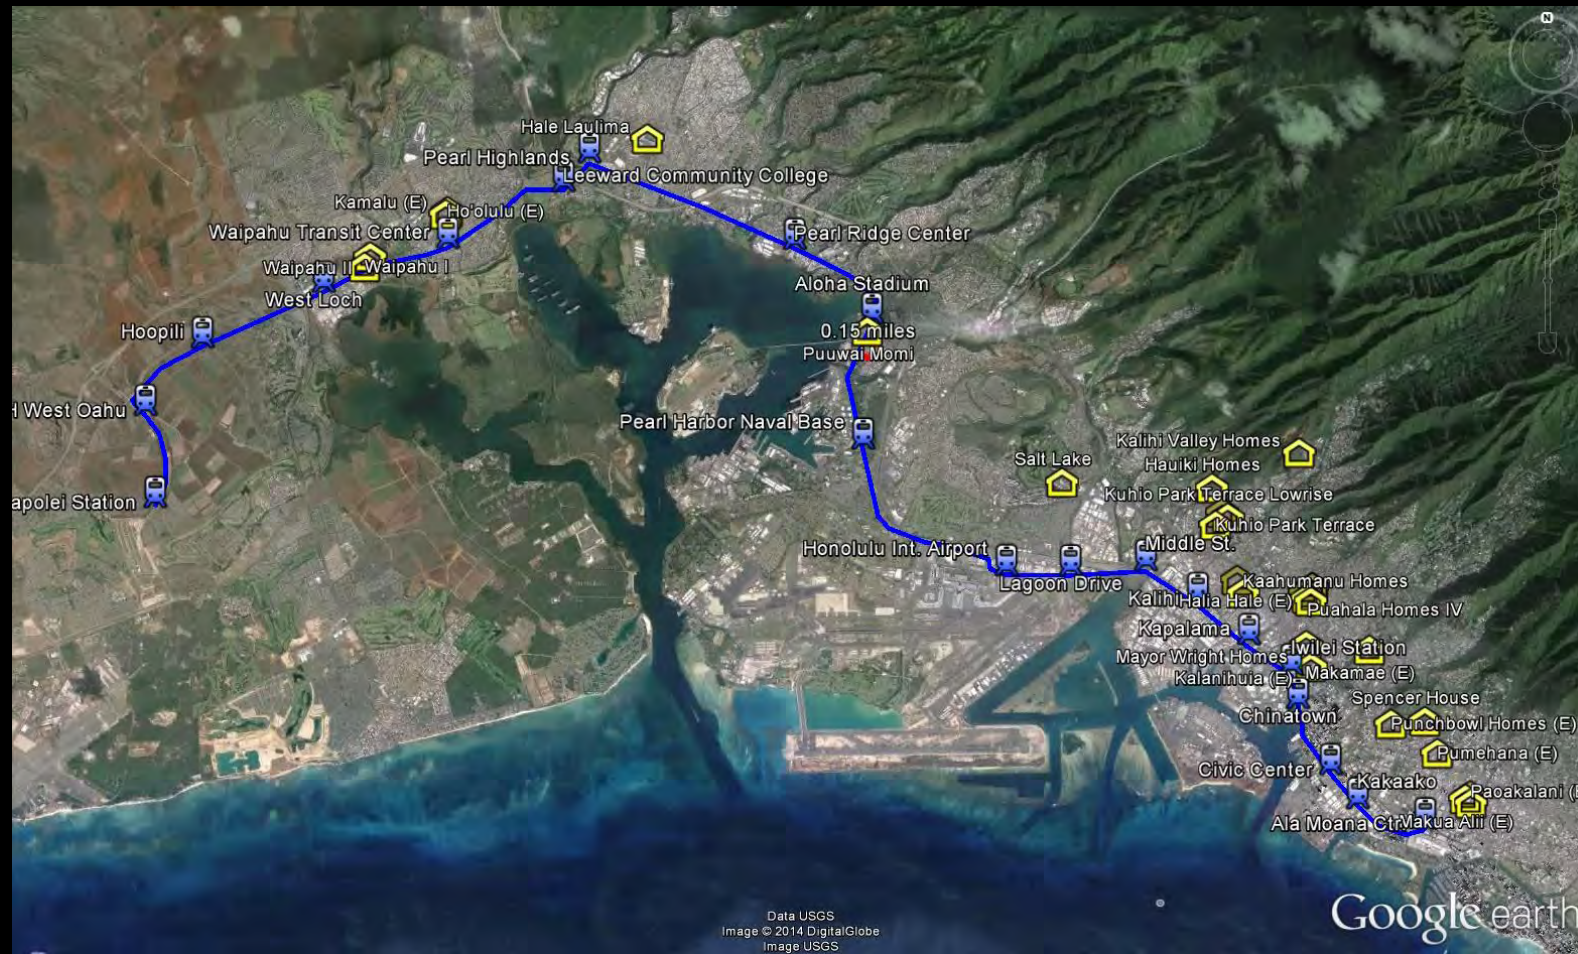 N
Hale Laulima
Pearl Highlands
Leeward Community College
Kamalu (E)
Ho'olulu (E)
Waipahu Transit Center
Pearl Ridge Center
Waipahu II
Waipahu I
Aloha Stadium
West Loch
Hoopili
0.15 miles
Puuwai Momi
H West Oahu
Pearl Harbor Naval Base
Kalihi Valley Homes
Salt Lake
Hauiki Homes
Kuhio Park Terrace Lowrise
apolei Station
Kuhio Park Terrace
Honolulu Int. Airport
Middle St.
Lagoon Drive
Kaahumanu Homes
Kalihi
Halia Hale (E)
Puahala Homes IV
Kapalama
Iwilei Station
Mayor Wright Homes
Makamae (E)
Kalanihuia (E)
Spencer House
Chinatown
Punchbowl Homes (E)
Pumehana (E)
Civic Center
Kakaako
Paoakalani (E
Ala Moana Ctr.
Makua Alii (E)
Data USGS
Image © 2014 DigitalGlobe
Image USGS
Google earth